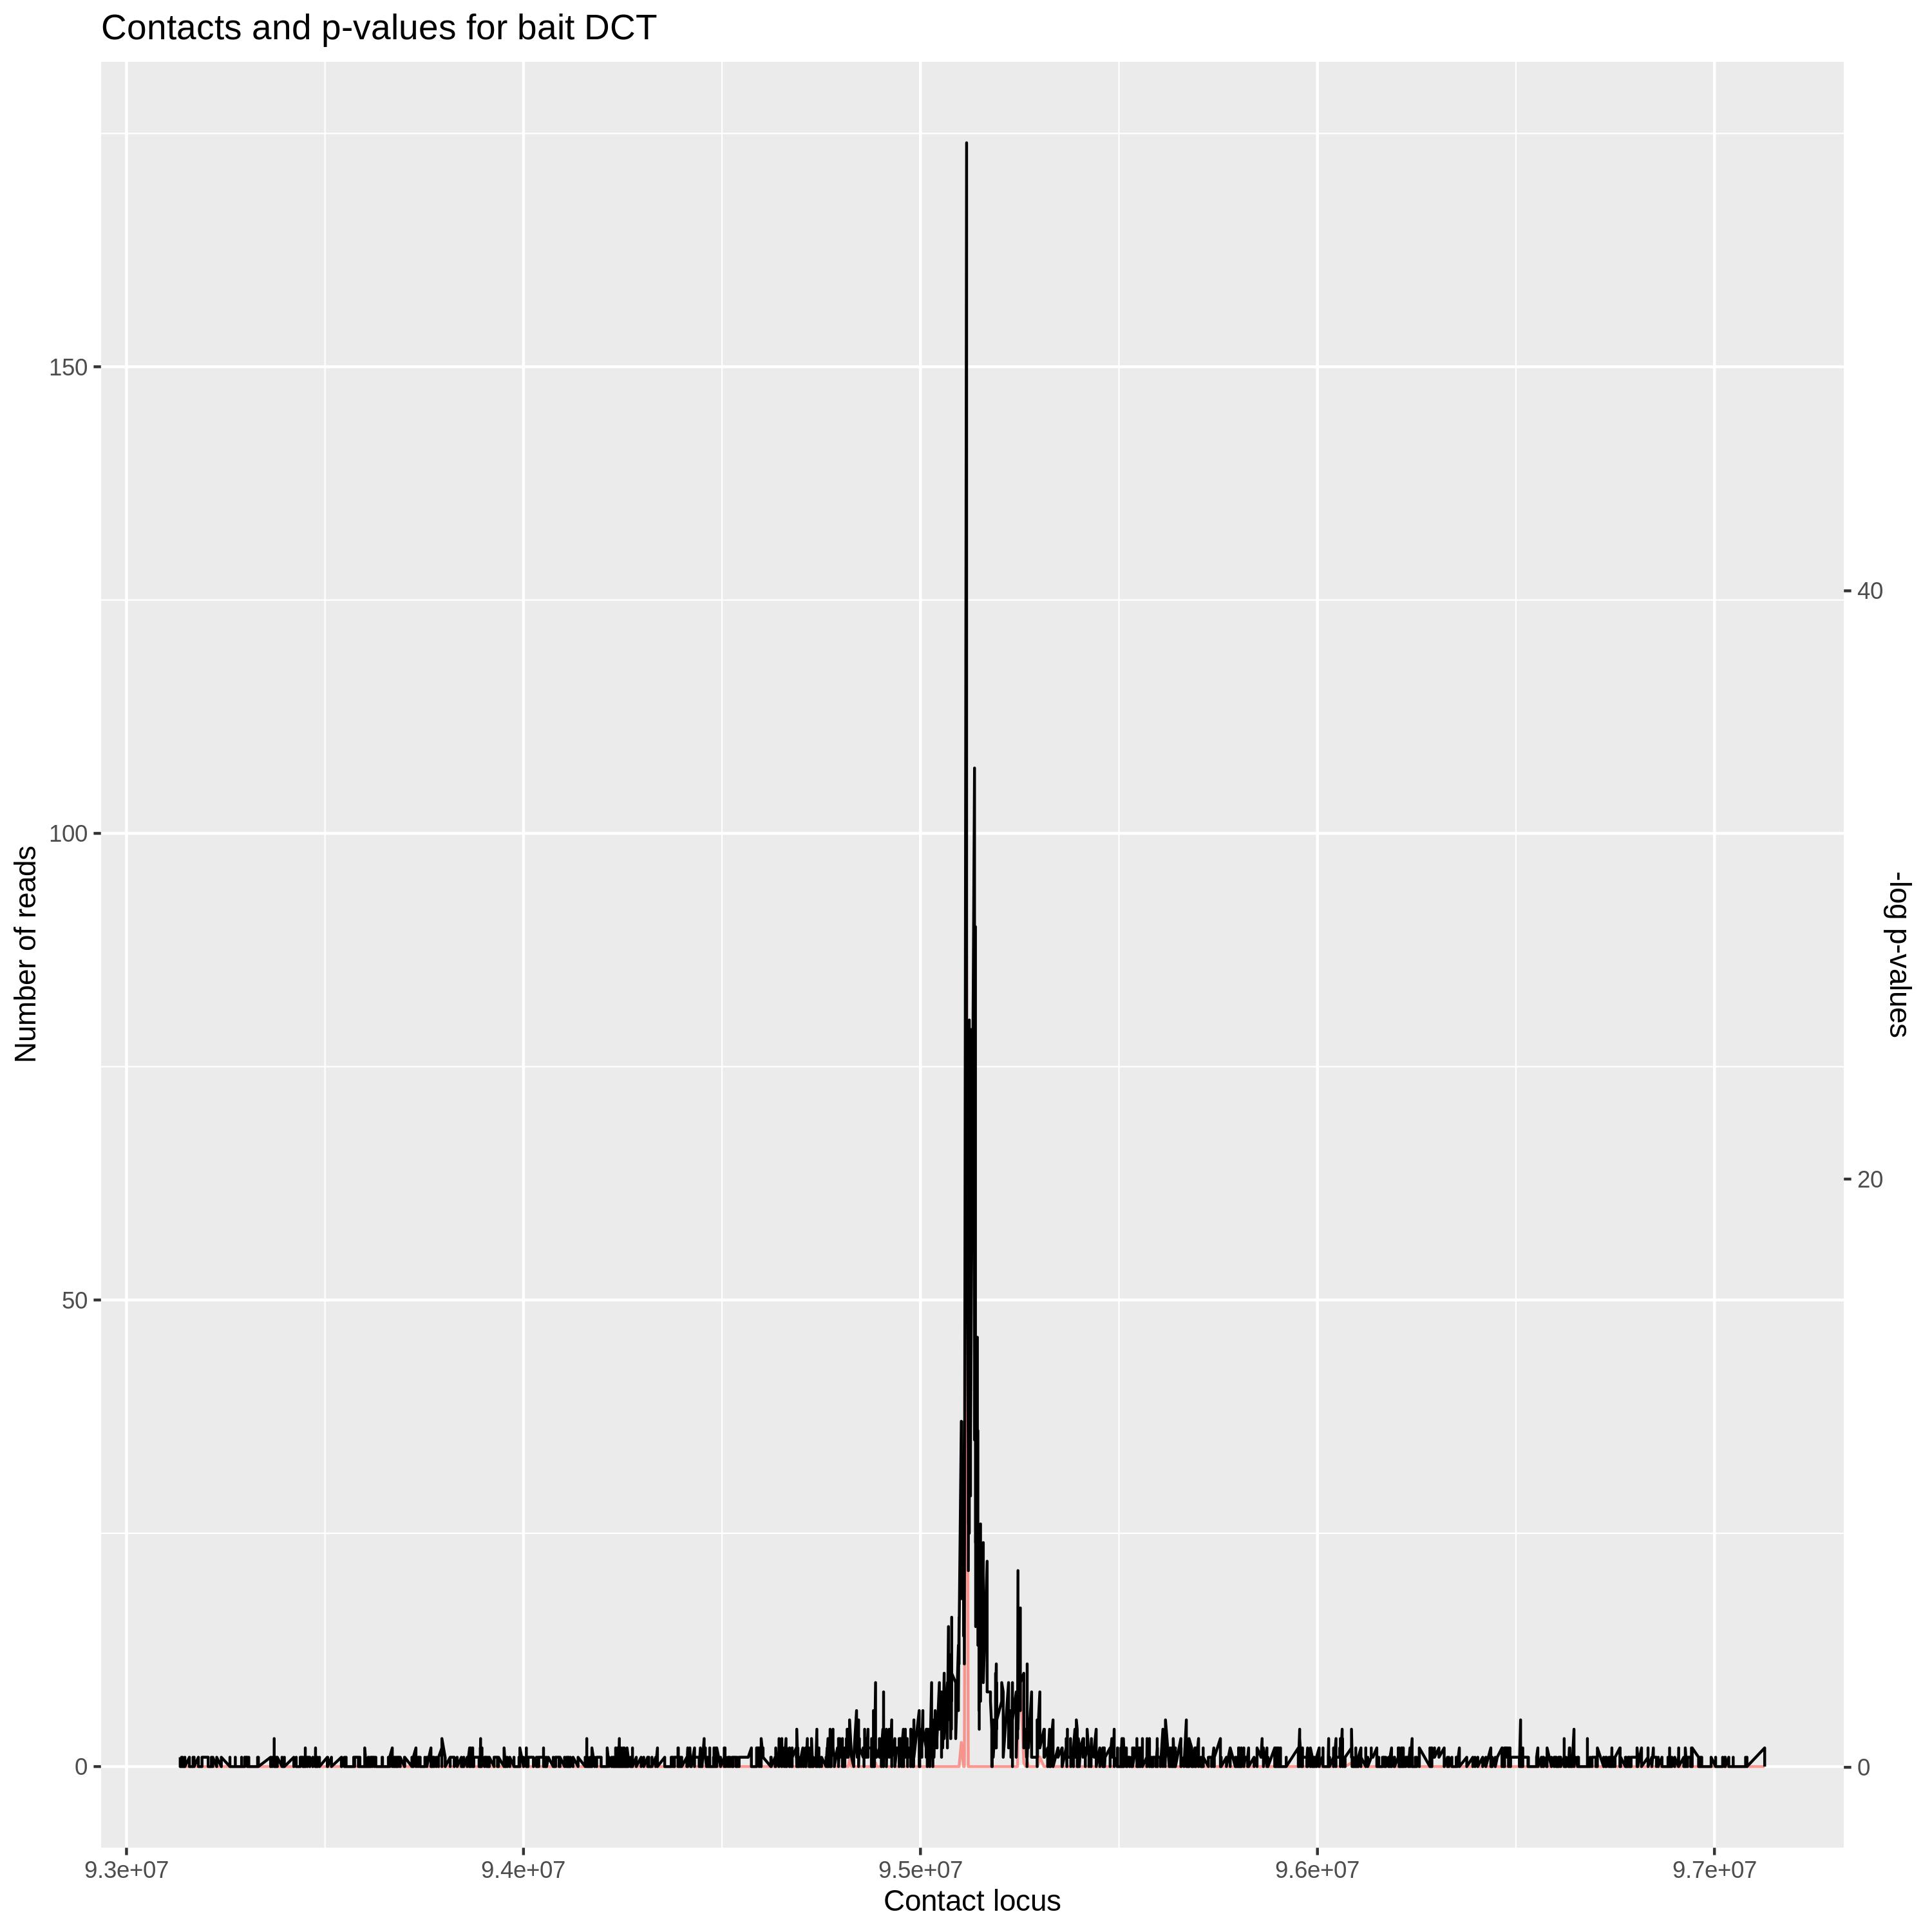 Contacts and p-values for bait DCT
150
100
50
0
Number of reads
40
20
0
-log p-values
9.3e+07 9.4e+07 9.5e+07 9.6e+07 9.7e+07
Contact locus